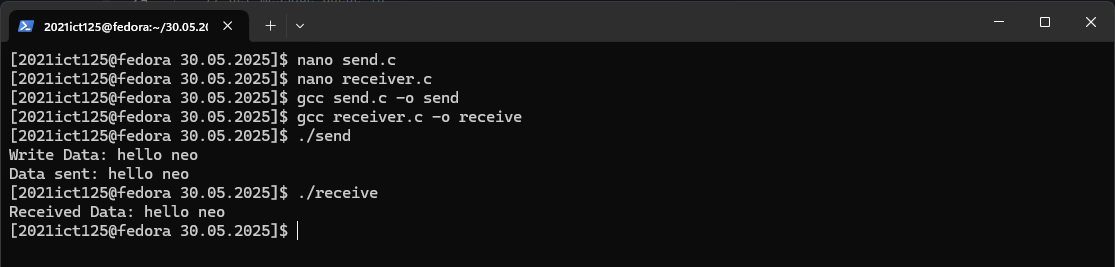 2021ict125@fedora:~/30.05.20
[2021ict125@fedora 30.05.2025]$ nano send.c
[2021ict125@fedora 30.05.2025]$ nano receiver.c
[2021ict125@fedora 30.05.2025]$ gcc send.c -o send
[2021ict125@fedora 30.05.2025]$ gcc receiver.c -o receive
[2021ict125@fedora 30.05.2025]$ ./send
Write Data: hello neo
Data sent: hello neo
[2021ict125@fedora 30.05.2025]$ ./receive
Received Data: hello neo
[2021ict125@fedora 30.05.2025]$